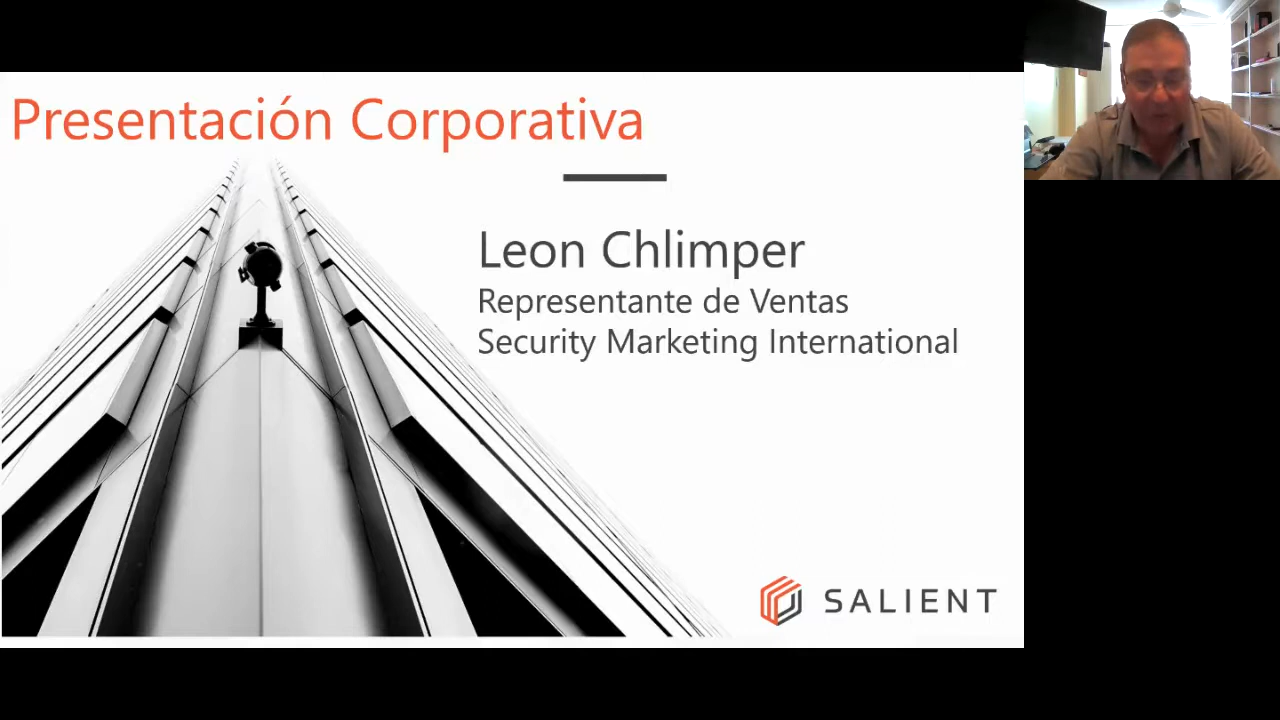 Presentación Corporativa
Leon Chlimper
Representante de Ventas
Security Marketing International
SALIENT